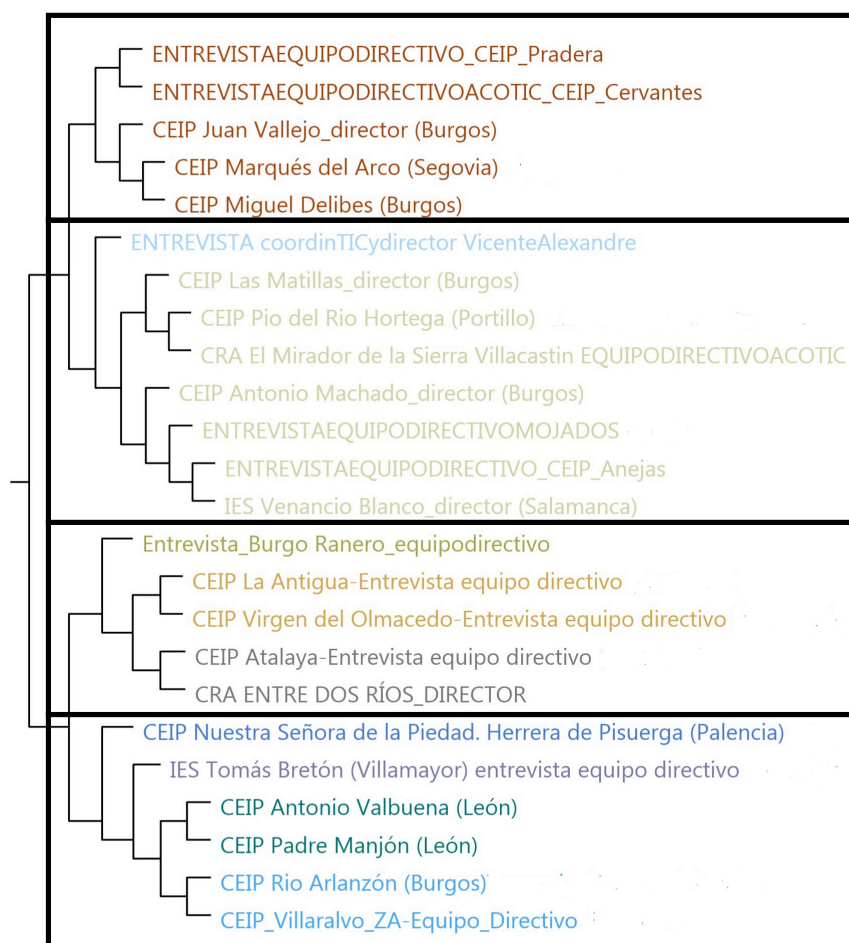 ENTREVISTAEQUIPODIRECTIVO_CEIP_Pradera
ENTREVISTAEQUIPODIRECTIVOACOTIC_CEIP_Cervantes
CEIP Juan Vallejo_director (Burgos)
CEIP Marqués del Arco (Segovia)
CEIP Miguel Delibes (Burgos)
ENTREVISTA coordinTICydirector VicenteAlexandre
CEIP Las Matillas_director (Burgos)
CEIP Pio del Rio Hortega (Portillo)
CRA El Mirador de la Sierra Villacastin EQUIPODIRECTIVOACOTIC
CEIP Antonio Machado_director (Burgos)
ENTREVISTAEQUIPODIRECTIVOMOJADOS
ENTREVISTAEQUIPODIRECTIVO_CEIP_Anejas
IES Venancio Blanco_director (Salamanca)
Entrevista_Burgo Ranero_equipodirectivo
CEIP La Antigua-Entrevista equipo directivo
CEIP Virgen del Olmacedo-Entrevista equipo directivo
CEIP Atalaya-Entrevista equipo directivo
CRA ENTRE DOS RÍOS_DIRECTOR
CEIP Nuestra Señora de la Piedad. Herrera de Pisuerga (Palencia)
IES Tomás Bretón (Villamayor) entrevista equipo directivo
CEIP Antonio Valbuena (León)
CEIP Padre Manjón (León)
CEIP Rio Arlanzón (Burgos)
CEIP_Villaralvo_ZA-Equipo_Directivo